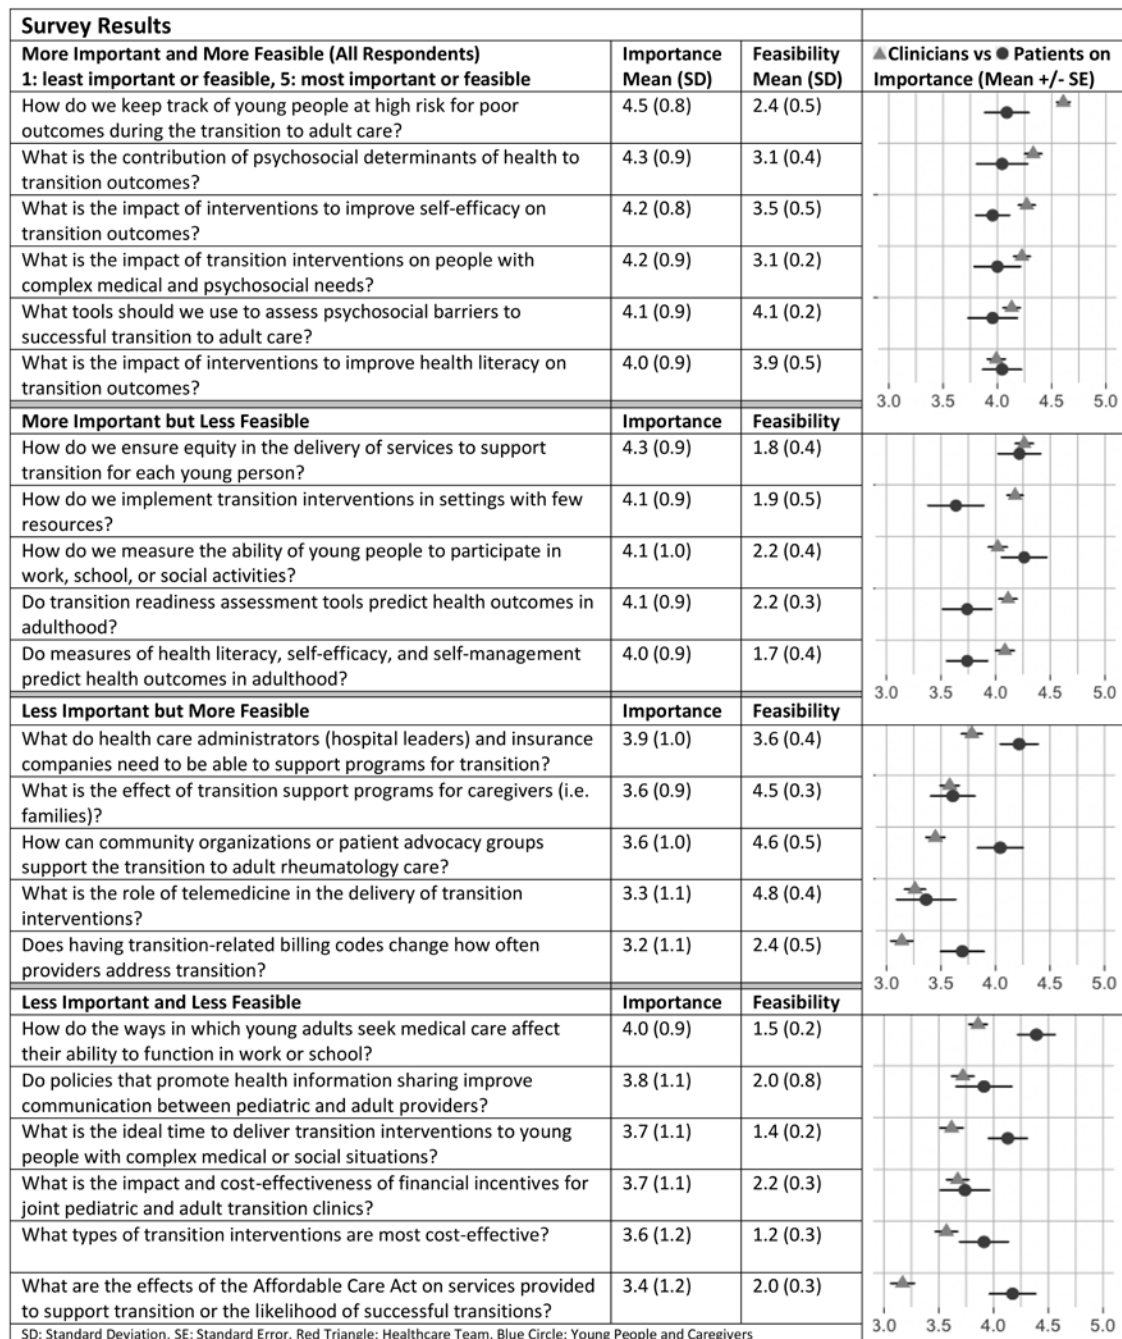 Survey Results
More Important and More Feasible (All Respondents)
1: least important or feasible, 5: most important or feasible
Importance
Mean (SD)
Feasibility
Mean (SD)
▲Clinicians vs ● Patients on
Importance (Mean +/- SE)
How do we keep track of young people at high risk for poor
outcomes during the transition to adult care?
4.5 (0.8)
2.4 (0.5)
What is the contribution of psychosocial determinants of health to
transition outcomes?
4.3 (0.9)
3.1 (0.4)
What is the impact of interventions to improve self-efficacy on
transition outcomes?
4.2 (0.8)
3.5 (0.5)
What is the impact of transition interventions on people with
complex medical and psychosocial needs?
4.2 (0.9)
3.1 (0.2)
What tools should we use to assess psychosocial barriers to
successful transition to adult care?
4.1 (0.9)
4.1 (0.2)
What is the impact of interventions to improve health literacy on
transition outcomes?
4.0 (0.9)
3.9 (0.5)
3.0 3.5 4.0 4.5 5.0
More Important but Less Feasible
Importance
Feasibility
How do we ensure equity in the delivery of services to support
transition for each young person?
4.3 (0.9)
1.8 (0.4)
How do we implement transition interventions in settings with few
resources?
4.1 (0.9)
1.9 (0.5)
How do we measure the ability of young people to participate in
work, school, or social activities?
4.1 (1.0)
2.2 (0.4)
Do transition readiness assessment tools predict health outcomes in
adulthood?
4.1 (0.9)
2.2 (0.3)
Do measures of health literacy, self-efficacy, and self-management
predict health outcomes in adulthood?
4.0 (0.9)
1.7 (0.4)
3.0 3.5 4.0 4.5 5.0
Less Important but More Feasible
Importance
Feasibility
What do health care administrators (hospital leaders) and insurance
companies need to be able to support programs for transition?
3.9 (1.0)
3.6 (0.4)
What is the effect of transition support programs for caregivers (i.e.
families)?
3.6 (0.9)
4.5 (0.3)
How can community organizations or patient advocacy groups
support the transition to adult rheumatology care?
3.6 (1.0)
4.6 (0.5)
What is the role of telemedicine in the delivery of transition
interventions?
3.3 (1.1)
4.8 (0.4)
Does having transition-related billing codes change how often
providers address transition?
3.2 (1.1)
2.4 (0.5)
3.0 3.5 4.0 4.5 5.0
Less Important and Less Feasible
Importance
Feasibility
How do the ways in which young adults seek medical care affect
their ability to function in work or school?
4.0 (0.9)
1.5 (0.2)
Do policies that promote health information sharing improve
communication between pediatric and adult providers?
3.8 (1.1)
2.0 (0.8)
What is the ideal time to deliver transition interventions to young
people with complex medical or social situations?
3.7 (1.1)
1.4 (0.2)
What is the impact and cost-effectiveness of financial incentives for
joint pediatric and adult transition clinics?
3.7 (1.1)
2.2 (0.3)
What types of transition interventions are most cost-effective?
3.6 (1.2)
1.2 (0.3)
What are the effects of the Affordable Care Act on services provided
to support transition or the likelihood of successful transitions?
3.4 (1.2)
2.0 (0.3)
3.0 3.5 4.0 4.5 5.0
SD: Standard Deviation, SE: Standard Error, Red Triangle: Healthcare Team, Blue Circle: Young People and Caregivers